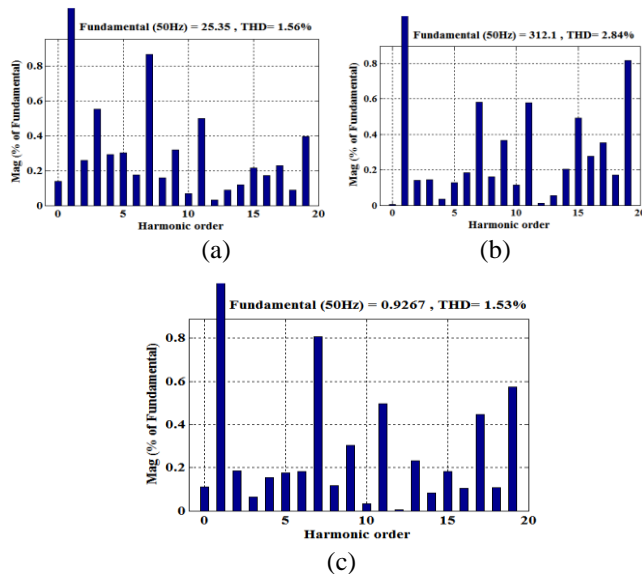 Fundamental (50Hz) = 25.35 , THD= 1.56%
Mag (% of Fundamental)
0.8
0.6
0.4
0.2
0
0 5 10 15 20
Harmonic order
(a)
Fundamental (50Hz) = 312.1 , THD= 2.84%
Mag (% of Fundamental)
0.8
0.6
0.4
0.2
0
0 5 10 15 20
Harmonic order
(b)
Fundamental (50Hz) = 0.9267 , THD= 1.53%
Mag (% of Fundamental)
0.8
0.6
0.4
0.2
0
0 5 10 15 20
Harmonic order
(c)